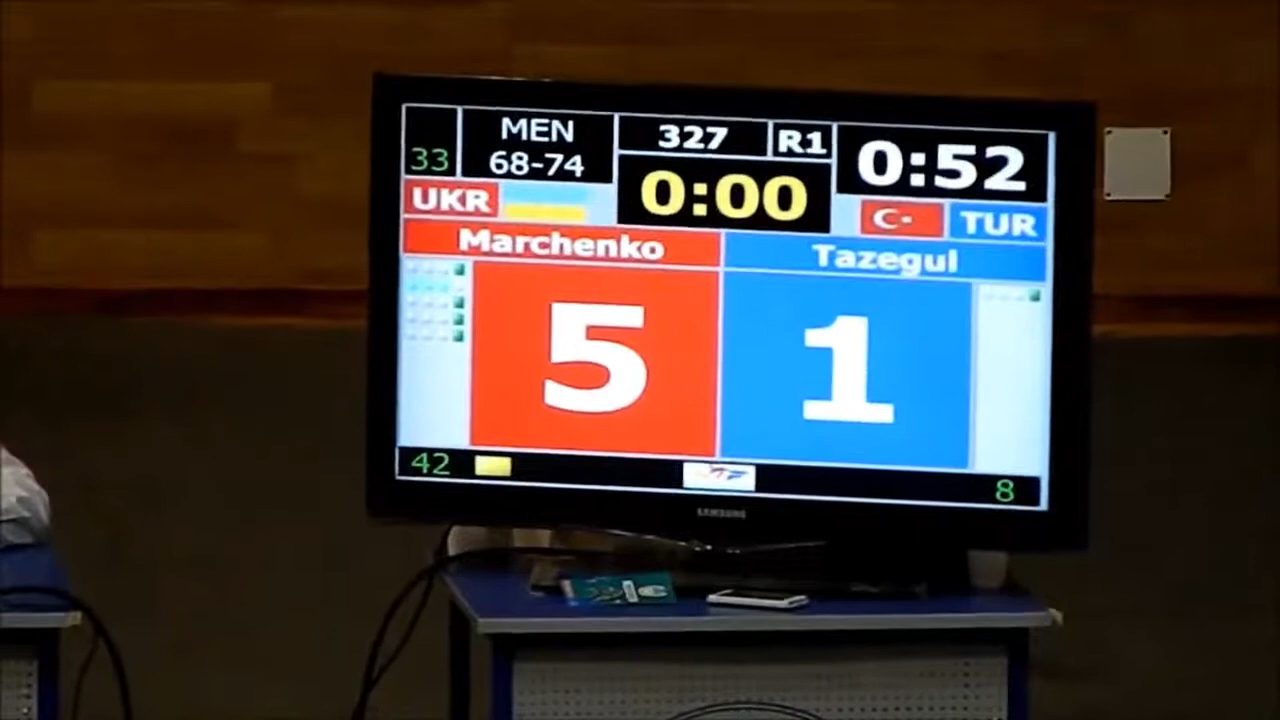 33
MEN
68-74
327
R1
0:00
0:52
UKR
TUR
Marchenko
Tazegul
5
1
42
8
SAMSUNG